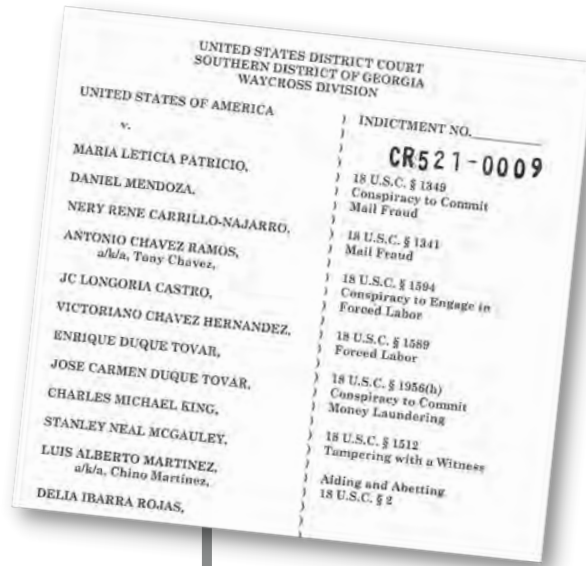 UNITED STATES DISTRICT COURT
SOUTHERN DISTRICT OF GEORGIA
WAYCROSS DIVISION
UNITED STATES OF AMERICA
v.
MARIA LETICIA PATRICIO,
DANIEL MENDOZA,
NERY RENE CARRILLO-NAJARRO,
ANTONIO CHAVEZ RAMOS,
a/k/a, Tony Chavez,
JC LONGORIA CASTRO,
VICTORIANO CHAVEZ HERNANDEZ,
ENRIQUE DUQUE TOVAR,
JOSE CARMEN DUQUE TOVAR,
CHARLES MICHAEL KING,
STANLEY NEAL MCGAULEY,
LUIS ALBERTO MARTINEZ,
a/k/a, Chino Martinez,
DELIA IBARRA ROJAS,
INDICTMENT NO.
CR521-0009
18 U.S.C. § 1349
Conspiracy to Commit
Mail Fraud
18 U.S.C. § 1341
Mail Fraud
18 U.S.C. § 1594
Conspiracy to Engage in
Forced Labor
18 U.S.C. § 1589
Forced Labor
18 U.S.C. § 1956(h)
Conspiracy to Commit
Money Laundering
18 U.S.C. § 1512
Tampering with a Witness
Aiding and Abetting
18 U.S.C. § 2